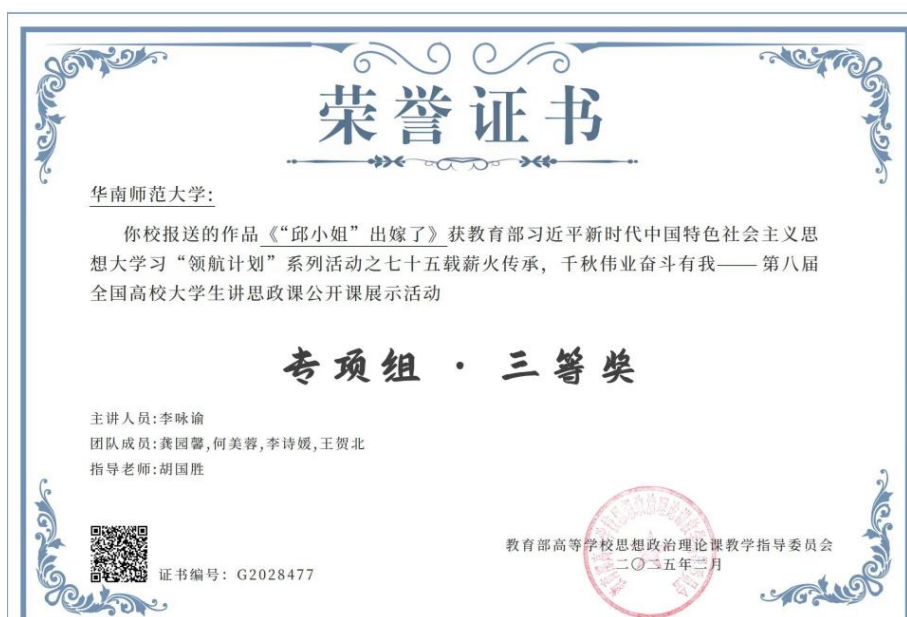 荣誉证书
华南师范大学:
你校报送的作品《“邱小姐”出嫁了》获教育部习近平新时代中国特色社会主义思
想大学习“领航计划”系列活动之七十五载薪火传承，千秋伟业奋斗有我——第八届
全国高校大学生讲思政课公开课展示活动
专项组·三等奖
主讲人员:李咏谕
团队成员:龚园馨,何美蓉,李诗媛,王贺北
指导老师:胡国胜
教育部高等学校思想政治理论课教学指导委员会
二〇二五年二月
证书编号: G2028477